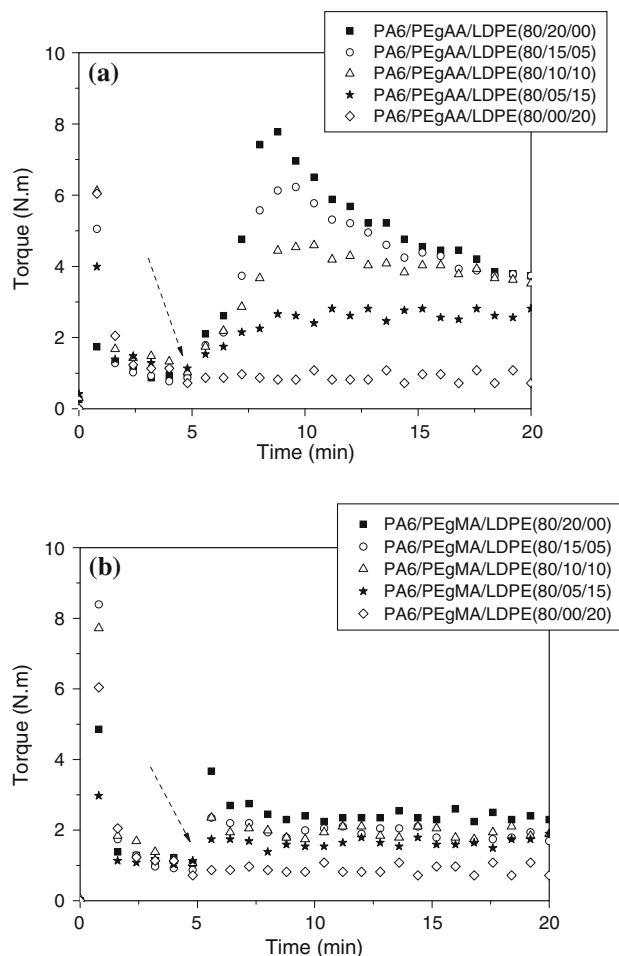 PA6/PEgAA/LDPE(80/20/00)
PA6/PEgAA/LDPE(80/15/05)
PA6/PEgAA/LDPE(80/10/10)
PA6/PEgAA/LDPE(80/05/15)
PA6/PEgAA/LDPE(80/00/20)
(a)
Torque (N.m)
10
8
6
4
2
0
0 5 10 15 20
Time (min)
PA6/PEgMA/LDPE(80/20/00)
PA6/PEgMA/LDPE(80/15/05)
PA6/PEgMA/LDPE(80/10/10)
PA6/PEgMA/LDPE(80/05/15)
PA6/PEgMA/LDPE(80/00/20)
(b)
Torque (N.m)
10
8
6
4
2
0
0 5 10 15 20
Time (min)